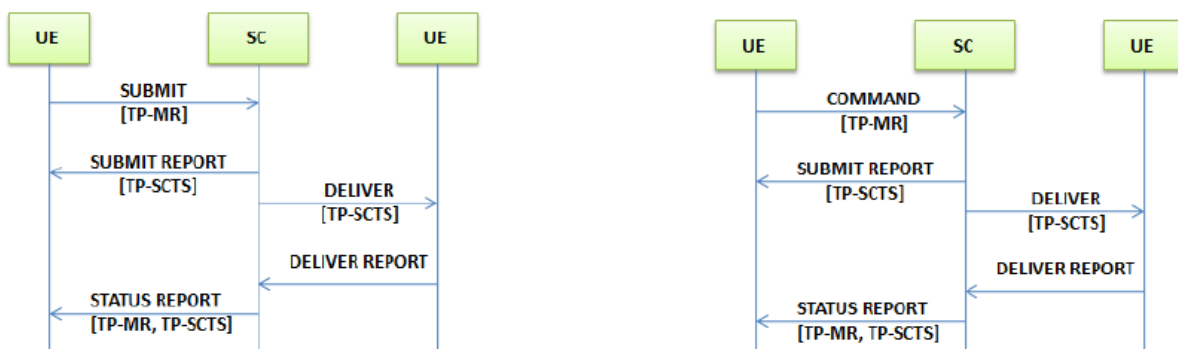 UE
SC
UE
SUBMIT
[TP-MR]
SUBMIT REPORT
[TP-SCTS]
DELIVER
[TP-SCTS]
DELIVER REPORT
STATUS REPORT
[TP-MR, TP-SCTS]
UE
SC
UE
COMMAND
[TP-MR]
SUBMIT REPORT
[TP-SCTS]
DELIVER
[TP-SCTS]
DELIVER REPORT
STATUS REPORT
[TP-MR, TP-SCTS]